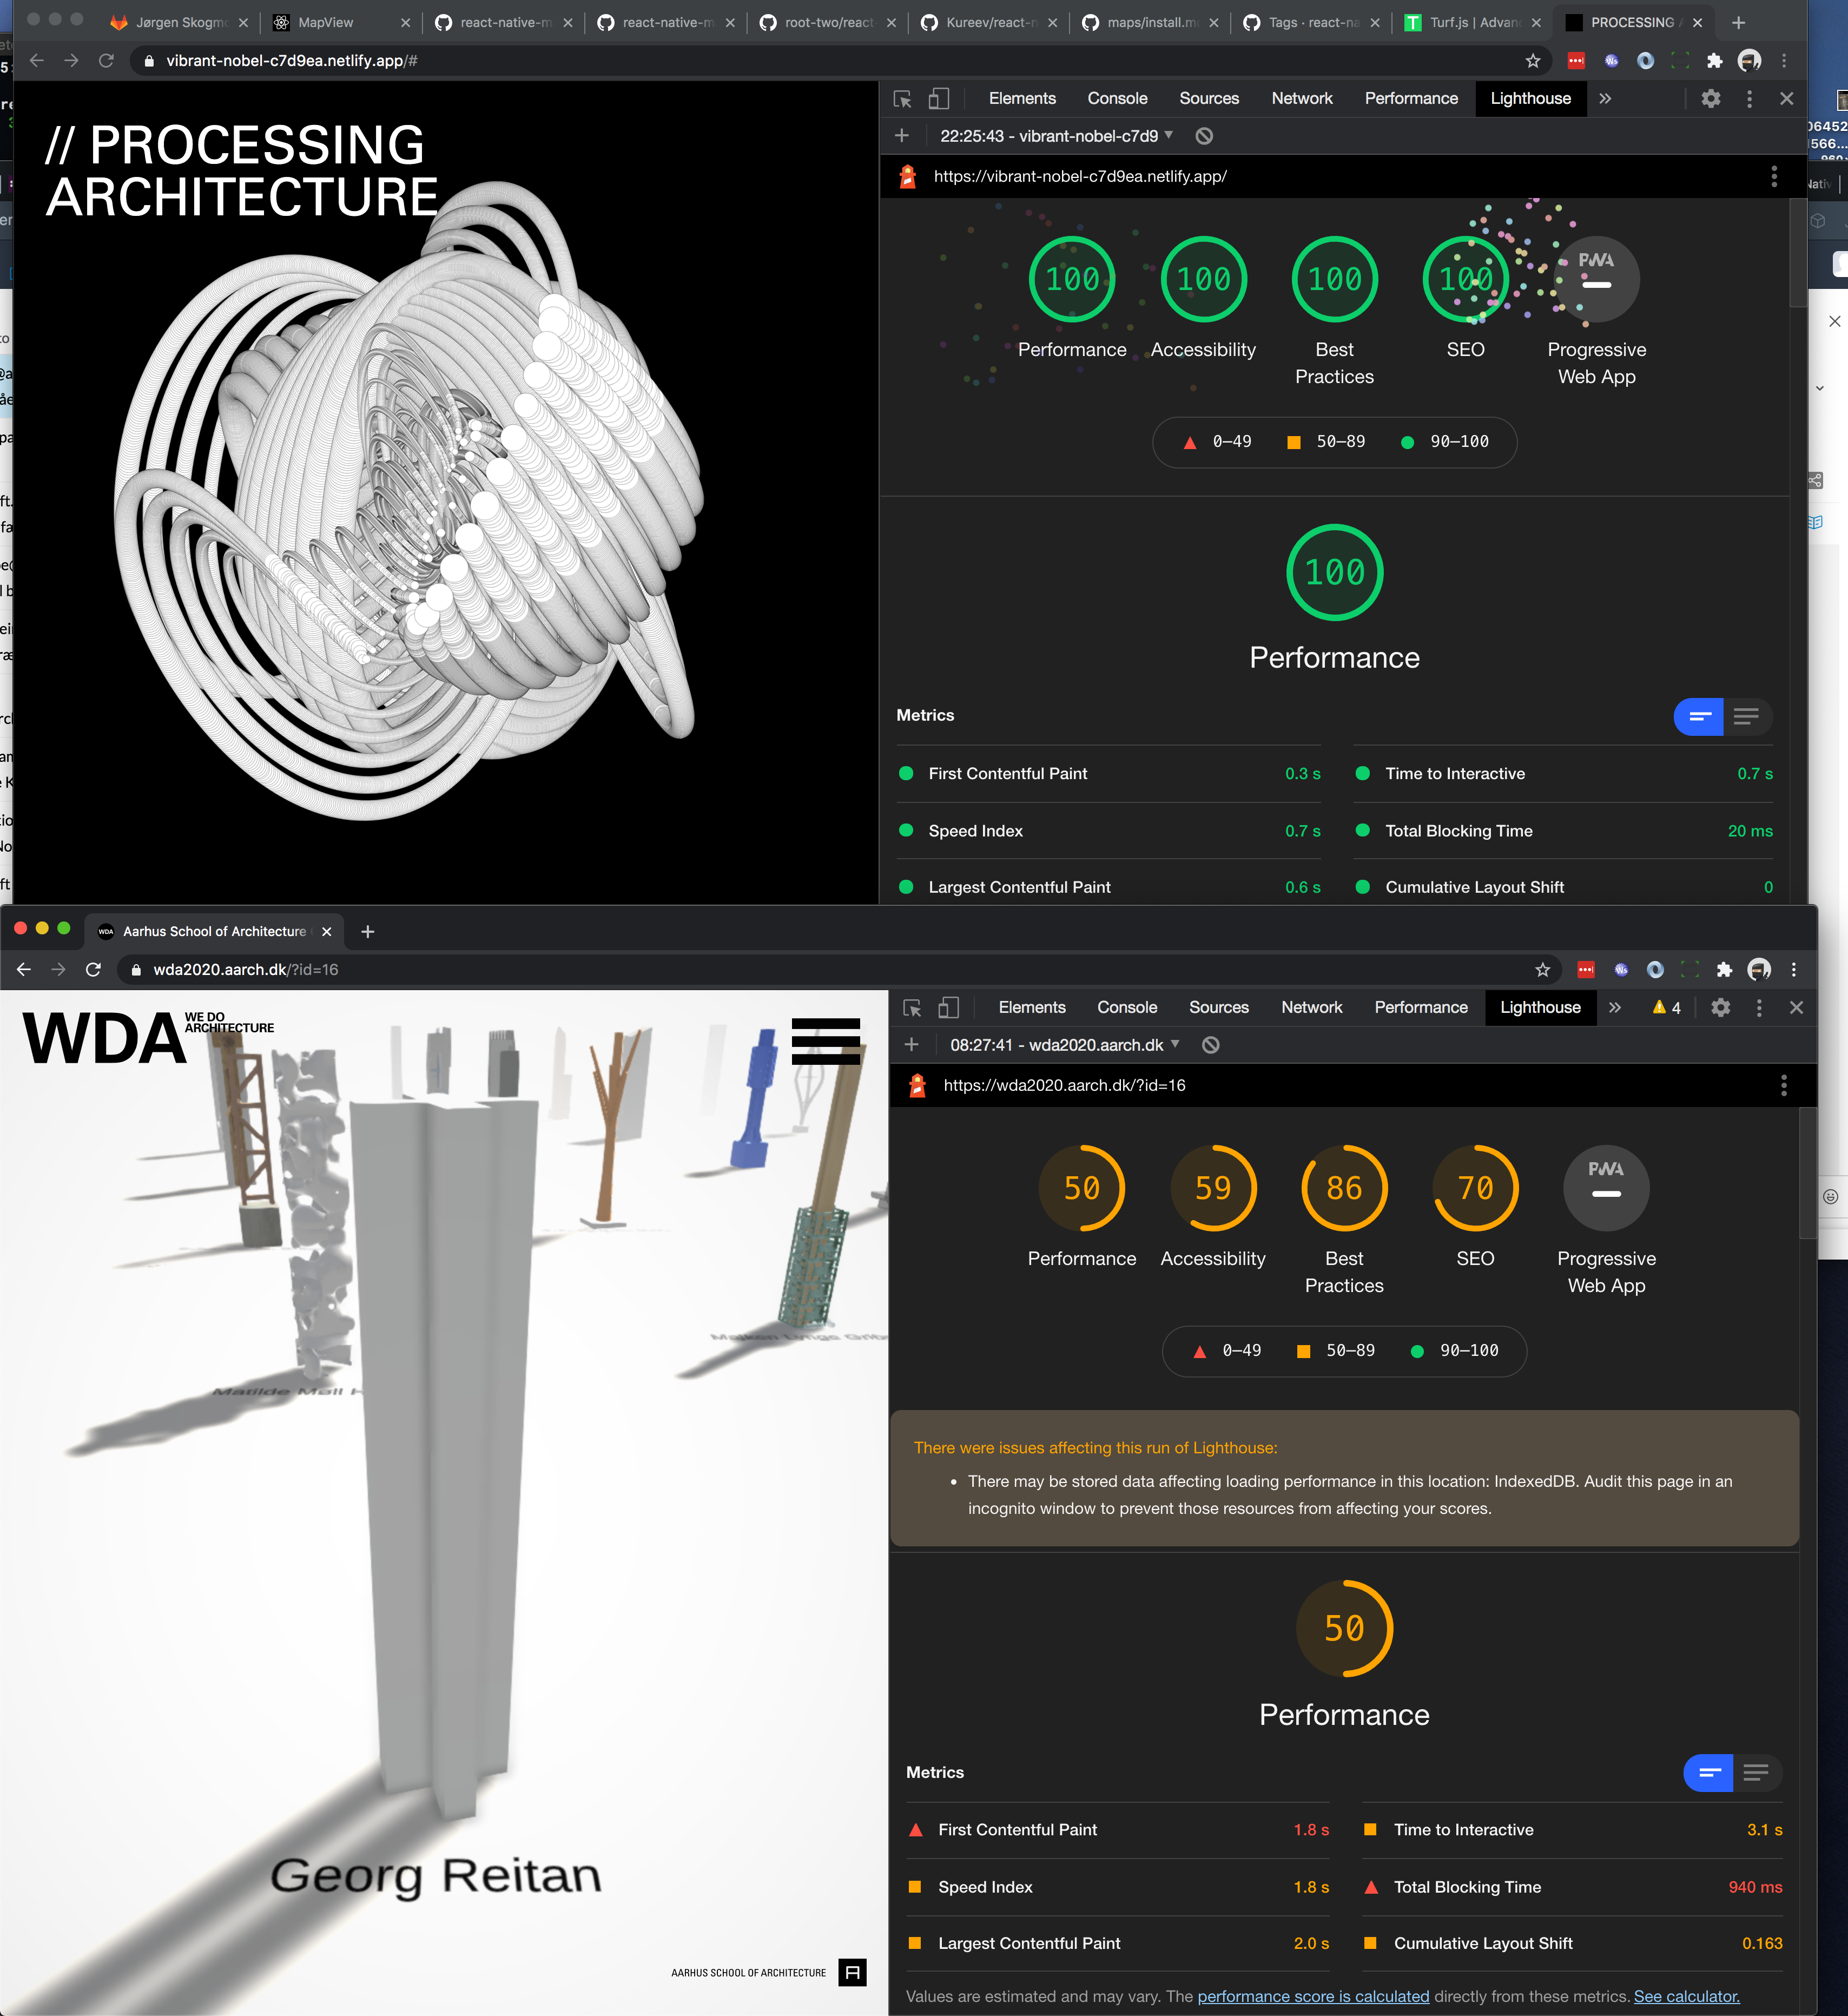 Jørgen Skogmo
MapView
react-native-m
react-native-m
root-two/react
Kureev/react-n
maps/install.m
Tags · react-na
Turf.js | Advan
PROCESSING
vibrant-nobel-c7d9ea.netlify.app/#
// PROCESSING
ARCHITECTURE
Elements Console Sources Network Performance Lighthouse
22:25:43 - vibrant-nobel-c7d9
https://vibrant-nobel-c7d9ea.netlify.app/
100 100 100 100 PWA
Performance Accessibility Best Practices SEO Progressive Web App
0–49 50–89 90–100
100
Performance
Metrics
First Contentful Paint 0.3 s
Time to Interactive 0.7 s
Speed Index 0.7 s
Total Blocking Time 20 ms
Largest Contentful Paint 0.6 s
Cumulative Layout Shift 0
WDA Aarhus School of Architecture
wda2020.aarch.dk/?id=16
WDA WE DO
ARCHITECTURE
Georg Reitan
AARHUS SCHOOL OF ARCHITECTURE
Elements Console Sources Network Performance Lighthouse 4
08:27:41 - wda2020.aarch.dk
https://wda2020.aarch.dk/?id=16
50 59 86 70 PWA
Performance Accessibility Best Practices SEO Progressive Web App
0–49 50–89 90–100
There were issues affecting this run of Lighthouse:
There may be stored data affecting loading performance in this location: IndexedDB. Audit this page in an
incognito window to prevent those resources from affecting your scores.
50
Performance
Metrics
First Contentful Paint 1.8 s
Time to Interactive 3.1 s
Speed Index 1.8 s
Total Blocking Time 940 ms
Largest Contentful Paint 2.0 s
Cumulative Layout Shift 0.163
Values are estimated and may vary. The performance score is calculated directly from these metrics. See calculator.